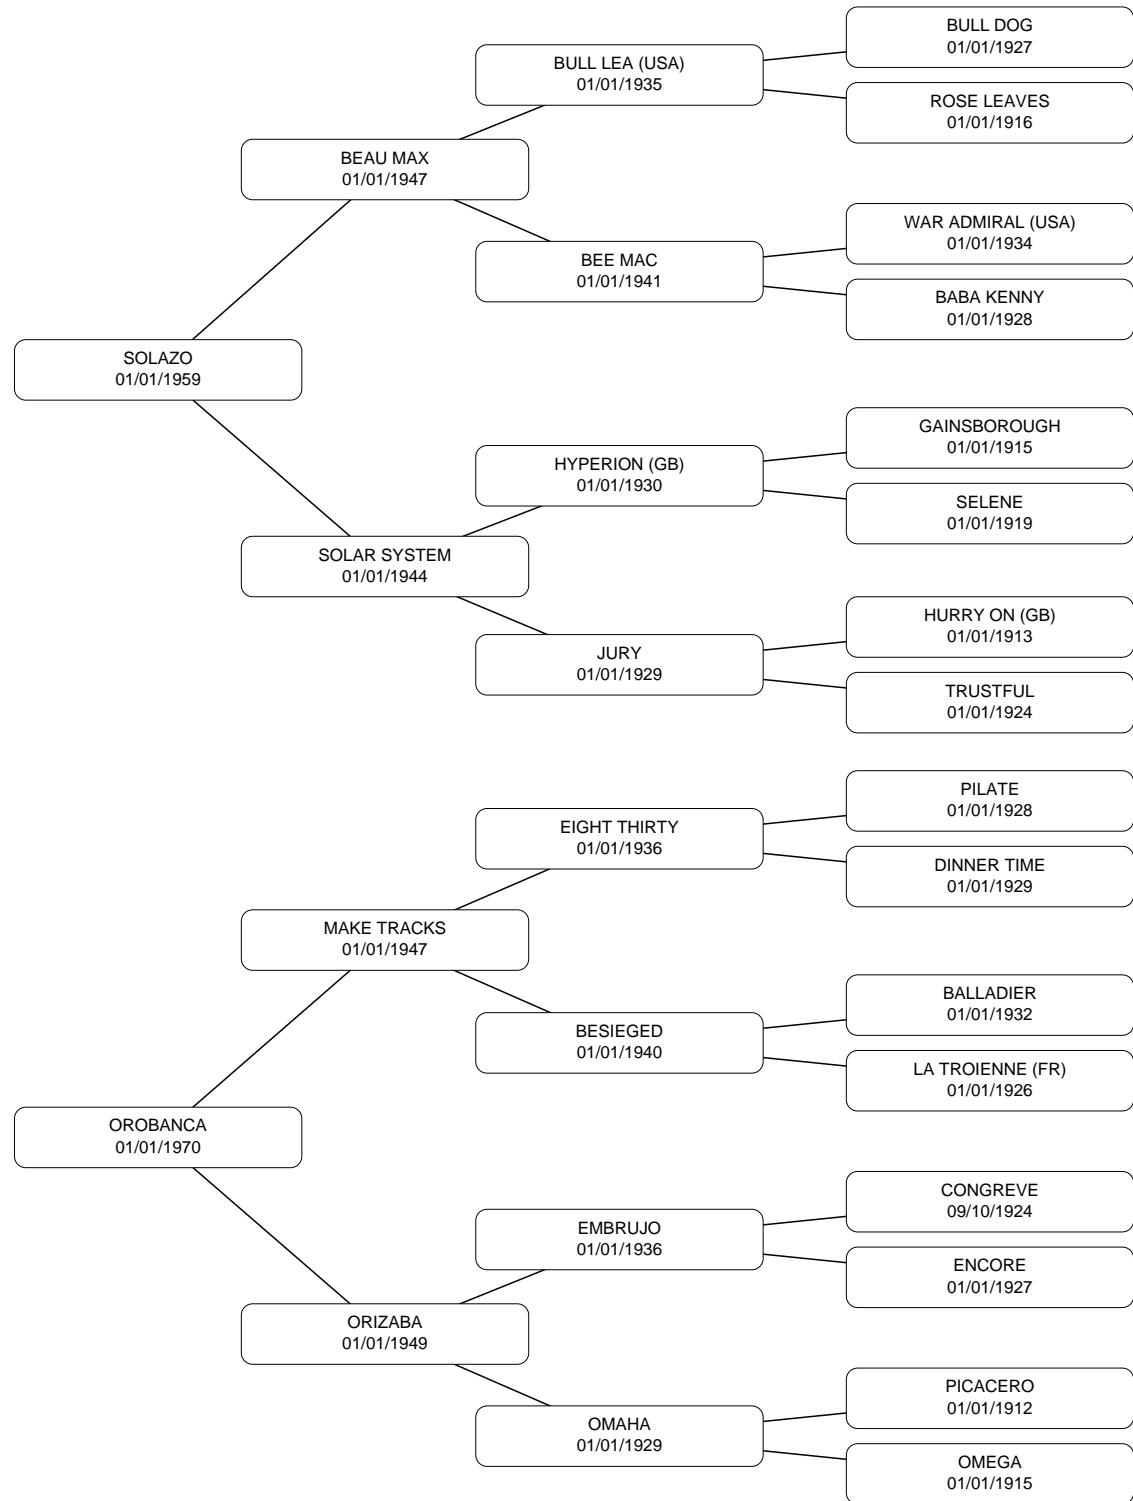 BULL DOG
01/01/1927
BULL LEA (USA)
01/01/1935
ROSE LEAVES
01/01/1916
BEAU MAX
01/01/1947
WAR ADMIRAL (USA)
01/01/1934
BEE MAC
01/01/1941
BABA KENNY
01/01/1928
SOLAZO
01/01/1959
GAINSBOROUGH
01/01/1915
HYPERION (GB)
01/01/1930
SELENE
01/01/1919
SOLAR SYSTEM
01/01/1944
HURRY ON (GB)
01/01/1913
JURY
01/01/1929
TRUSTFUL
01/01/1924
PILATE
01/01/1928
EIGHT THIRTY
01/01/1936
DINNER TIME
01/01/1929
MAKE TRACKS
01/01/1947
BALLADIER
01/01/1932
BESIEGED
01/01/1940
LA TROIENNE (FR)
01/01/1926
OROBANCA
01/01/1970
CONGREVE
09/10/1924
EMBRUJO
01/01/1936
ENCORE
01/01/1927
ORIZABA
01/01/1949
PICACERO
01/01/1912
OMAHA
01/01/1929
OMEGA
01/01/1915